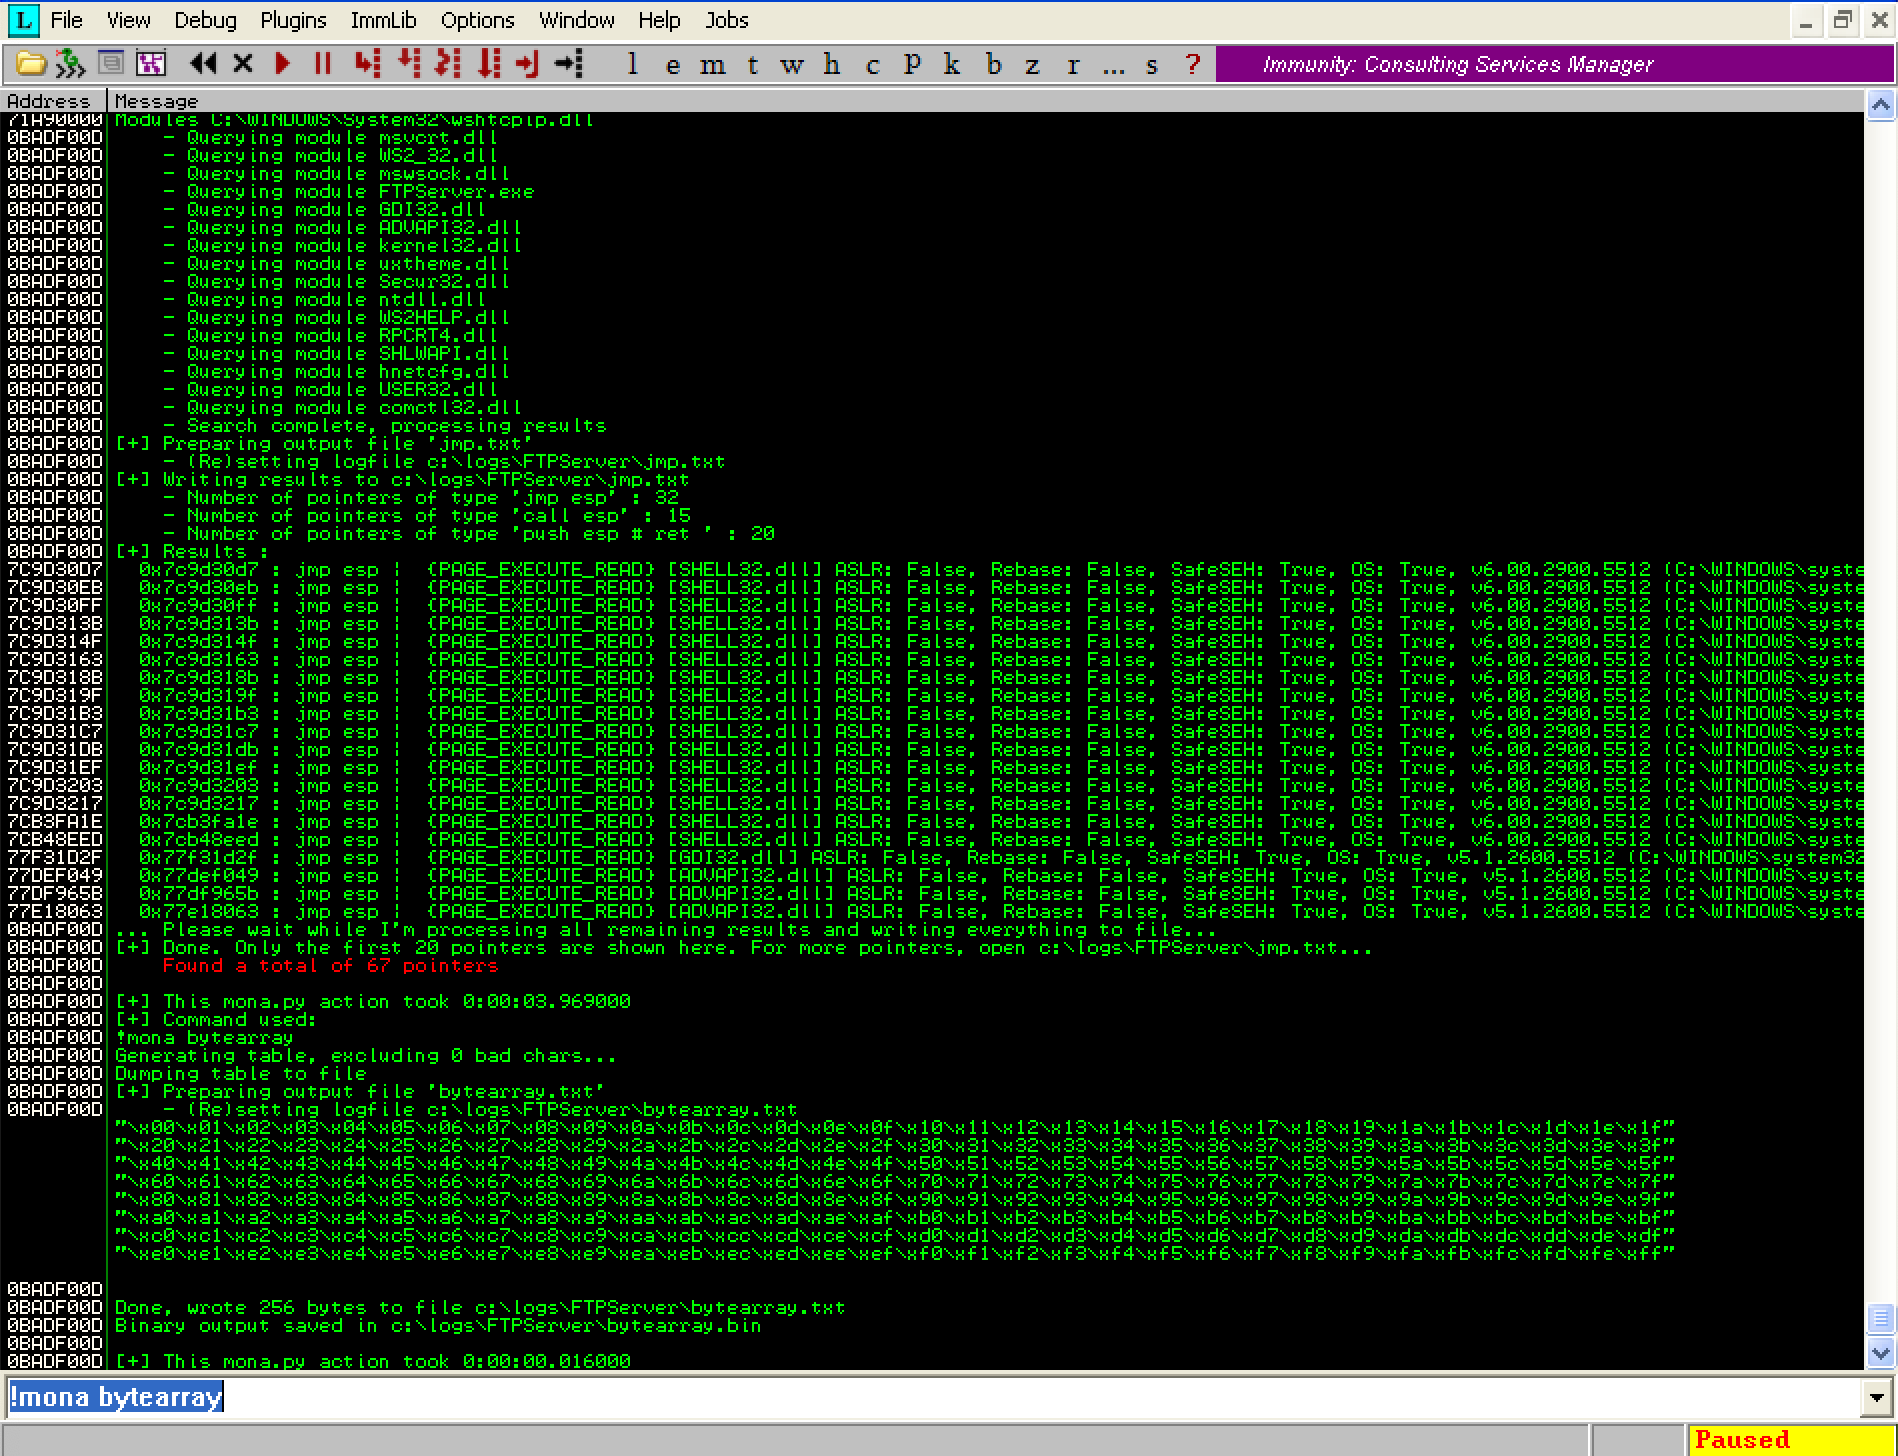 L File View Debug Plugins ImmLib Options Window Help Jobs
l e m t w h c p k b z r ... s ? Immunity: Consulting Services Manager
Address Message
71A90000 Modules C:\WINDOWS\System32\wshtcpip.dll
0BADF00D - Querying module msvcrt.dll
0BADF00D - Querying module WS2_32.dll
0BADF00D - Querying module mswsock.dll
0BADF00D - Querying module FTPServer.exe
0BADF00D - Querying module GDI32.dll
0BADF00D - Querying module ADVAPI32.dll
0BADF00D - Querying module kernel32.dll
0BADF00D - Querying module uxtheme.dll
0BADF00D - Querying module Secur32.dll
0BADF00D - Querying module ntdll.dll
0BADF00D - Querying module WS2HELP.dll
0BADF00D - Querying module RPCRT4.dll
0BADF00D - Querying module SHLWAPI.dll
0BADF00D - Querying module hnetcfg.dll
0BADF00D - Querying module USER32.dll
0BADF00D - Querying module comctl32.dll
0BADF00D - Search complete, processing results
0BADF00D [+] Preparing output file 'jmp.txt'
0BADF00D - (Re)setting logfile c:\logs\FTPServer\jmp.txt
0BADF00D [+] Writing results to c:\logs\FTPServer\jmp.txt
0BADF00D - Number of pointers of type 'jmp esp' : 32
0BADF00D - Number of pointers of type 'call esp' : 15
0BADF00D - Number of pointers of type 'push esp # ret ' : 20
0BADF00D [+] Results :
7C9D30D7 0x7c9d30d7 : jmp esp | {PAGE_EXECUTE_READ} [SHELL32.dll] ASLR: False, Rebase: False, SafeSEH: True, OS: True, v6.00.2900.5512 (C:\WINDOWS\syste
7C9D30EB 0x7c9d30eb : jmp esp | {PAGE_EXECUTE_READ} [SHELL32.dll] ASLR: False, Rebase: False, SafeSEH: True, OS: True, v6.00.2900.5512 (C:\WINDOWS\syste
7C9D30FF 0x7c9d30ff : jmp esp | {PAGE_EXECUTE_READ} [SHELL32.dll] ASLR: False, Rebase: False, SafeSEH: True, OS: True, v6.00.2900.5512 (C:\WINDOWS\syste
7C9D313B 0x7c9d313b : jmp esp | {PAGE_EXECUTE_READ} [SHELL32.dll] ASLR: False, Rebase: False, SafeSEH: True, OS: True, v6.00.2900.5512 (C:\WINDOWS\syste
7C9D314F 0x7c9d314f : jmp esp | {PAGE_EXECUTE_READ} [SHELL32.dll] ASLR: False, Rebase: False, SafeSEH: True, OS: True, v6.00.2900.5512 (C:\WINDOWS\syste
7C9D3163 0x7c9d3163 : jmp esp | {PAGE_EXECUTE_READ} [SHELL32.dll] ASLR: False, Rebase: False, SafeSEH: True, OS: True, v6.00.2900.5512 (C:\WINDOWS\syste
7C9D318B 0x7c9d318b : jmp esp | {PAGE_EXECUTE_READ} [SHELL32.dll] ASLR: False, Rebase: False, SafeSEH: True, OS: True, v6.00.2900.5512 (C:\WINDOWS\syste
7C9D319F 0x7c9d319f : jmp esp | {PAGE_EXECUTE_READ} [SHELL32.dll] ASLR: False, Rebase: False, SafeSEH: True, OS: True, v6.00.2900.5512 (C:\WINDOWS\syste
7C9D31B3 0x7c9d31b3 : jmp esp | {PAGE_EXECUTE_READ} [SHELL32.dll] ASLR: False, Rebase: False, SafeSEH: True, OS: True, v6.00.2900.5512 (C:\WINDOWS\syste
7C9D31C7 0x7c9d31c7 : jmp esp | {PAGE_EXECUTE_READ} [SHELL32.dll] ASLR: False, Rebase: False, SafeSEH: True, OS: True, v6.00.2900.5512 (C:\WINDOWS\syste
7C9D31DB 0x7c9d31db : jmp esp | {PAGE_EXECUTE_READ} [SHELL32.dll] ASLR: False, Rebase: False, SafeSEH: True, OS: True, v6.00.2900.5512 (C:\WINDOWS\syste
7C9D31EF 0x7c9d31ef : jmp esp | {PAGE_EXECUTE_READ} [SHELL32.dll] ASLR: False, Rebase: False, SafeSEH: True, OS: True, v6.00.2900.5512 (C:\WINDOWS\syste
7C9D3203 0x7c9d3203 : jmp esp | {PAGE_EXECUTE_READ} [SHELL32.dll] ASLR: False, Rebase: False, SafeSEH: True, OS: True, v6.00.2900.5512 (C:\WINDOWS\syste
7C9D3217 0x7c9d3217 : jmp esp | {PAGE_EXECUTE_READ} [SHELL32.dll] ASLR: False, Rebase: False, SafeSEH: True, OS: True, v6.00.2900.5512 (C:\WINDOWS\syste
7CB3FA1E 0x7cb3fa1e : jmp esp | {PAGE_EXECUTE_READ} [SHELL32.dll] ASLR: False, Rebase: False, SafeSEH: True, OS: True, v6.00.2900.5512 (C:\WINDOWS\syste
7CB48EED 0x7cb48eed : jmp esp | {PAGE_EXECUTE_READ} [SHELL32.dll] ASLR: False, Rebase: False, SafeSEH: True, OS: True, v6.00.2900.5512 (C:\WINDOWS\syste
77F31D2F 0x77f31d2f : jmp esp | {PAGE_EXECUTE_READ} [GDI32.dll] ASLR: False, Rebase: False, SafeSEH: True, OS: True, v5.1.2600.5512 (C:\WINDOWS\system32
77DEF049 0x77def049 : jmp esp | {PAGE_EXECUTE_READ} [ADVAPI32.dll] ASLR: False, Rebase: False, SafeSEH: True, OS: True, v5.1.2600.5512 (C:\WINDOWS\syste
77DF965B 0x77df965b : jmp esp | {PAGE_EXECUTE_READ} [ADVAPI32.dll] ASLR: False, Rebase: False, SafeSEH: True, OS: True, v5.1.2600.5512 (C:\WINDOWS\syste
77E18063 0x77e18063 : jmp esp | {PAGE_EXECUTE_READ} [ADVAPI32.dll] ASLR: False, Rebase: False, SafeSEH: True, OS: True, v5.1.2600.5512 (C:\WINDOWS\syste
0BADF00D ... Please wait while I'm processing all remaining results and writing everything to file...
0BADF00D [+] Done. Only the first 20 pointers are shown here. For more pointers, open c:\logs\FTPServer\jmp.txt...
0BADF00D Found a total of 67 pointers
0BADF00D
0BADF00D [+] This mona.py action took 0:00:03.969000
0BADF00D [+] Command used:
0BADF00D !mona bytearray
0BADF00D Generating table, excluding 0 bad chars...
0BADF00D Dumping table to file
0BADF00D [+] Preparing output file 'bytearray.txt'
0BADF00D - (Re)setting logfile c:\logs\FTPServer\bytearray.txt
"\x00\x01\x02\x03\x04\x05\x06\x07\x08\x09\x0a\x0b\x0c\x0d\x0e\x0f\x10\x11\x12\x13\x14\x15\x16\x17\x18\x19\x1a\x1b\x1c\x1d\x1e\x1f"
"\x20\x21\x22\x23\x24\x25\x26\x27\x28\x29\x2a\x2b\x2c\x2d\x2e\x2f\x30\x31\x32\x33\x34\x35\x36\x37\x38\x39\x3a\x3b\x3c\x3d\x3e\x3f"
"\x40\x41\x42\x43\x44\x45\x46\x47\x48\x49\x4a\x4b\x4c\x4d\x4e\x4f\x50\x51\x52\x53\x54\x55\x56\x57\x58\x59\x5a\x5b\x5c\x5d\x5e\x5f"
"\x60\x61\x62\x63\x64\x65\x66\x67\x68\x69\x6a\x6b\x6c\x6d\x6e\x6f\x70\x71\x72\x73\x74\x75\x76\x77\x78\x79\x7a\x7b\x7c\x7d\x7e\x7f"
"\x80\x81\x82\x83\x84\x85\x86\x87\x88\x89\x8a\x8b\x8c\x8d\x8e\x8f\x90\x91\x92\x93\x94\x95\x96\x97\x98\x99\x9a\x9b\x9c\x9d\x9e\x9f"
"\xa0\xa1\xa2\xa3\xa4\xa5\xa6\xa7\xa8\xa9\xaa\xab\xac\xad\xae\xaf\xb0\xb1\xb2\xb3\xb4\xb5\xb6\xb7\xb8\xb9\xba\xbb\xbc\xbd\xbe\xbf"
"\xc0\xc1\xc2\xc3\xc4\xc5\xc6\xc7\xc8\xc9\xca\xcb\xcc\xcd\xce\xcf\xd0\xd1\xd2\xd3\xd4\xd5\xd6\xd7\xd8\xd9\xda\xdb\xdc\xdd\xde\xdf"
"\xe0\xe1\xe2\xe3\xe4\xe5\xe6\xe7\xe8\xe9\xea\xeb\xec\xed\xee\xef\xf0\xf1\xf2\xf3\xf4\xf5\xf6\xf7\xf8\xf9\xfa\xfb\xfc\xfd\xfe\xff"
0BADF00D
0BADF00D Done, wrote 256 bytes to file c:\logs\FTPServer\bytearray.txt
0BADF00D Binary output saved in c:\logs\FTPServer\bytearray.bin
0BADF00D
0BADF00D [+] This mona.py action took 0:00:00.016000
!mona bytearray
Paused